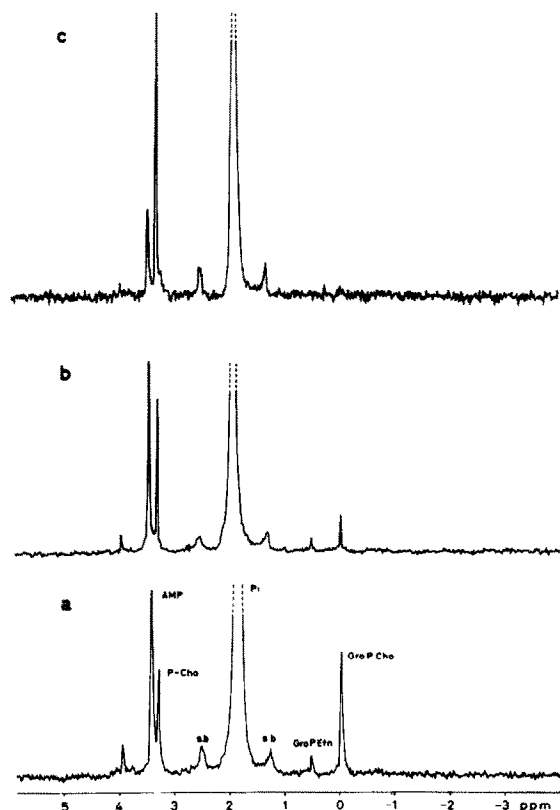 c
b
a
AMP
Pi
P-Cho
GroPCho
s.b
s.b
GroPEtn
5 4 3 2 1 0 -1 -2 -3 ppm